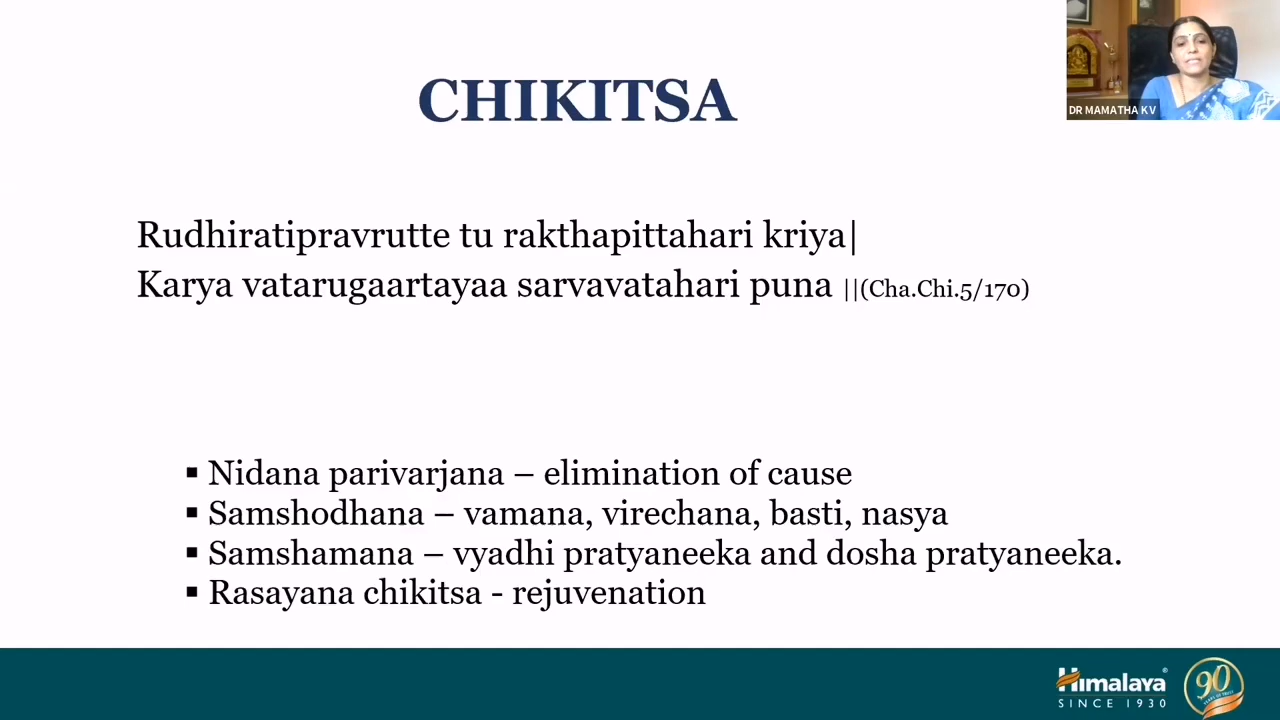 CHIKITSA
DR MAMATHA KV
Rudhiratipravrutte tu rakthapittahari kriya|
Karya vatarugaartayaa sarvavatahari puna ||(Cha.Chi.5/170)
▪ Nidana parivarjana – elimination of cause
▪ Samshodhana – vamana, virechana, basti, nasya
▪ Samshamana – vyadhi pratyaneeka and dosha pratyaneeka.
▪ Rasayana chikitsa - rejuvenation
Himalaya
SINCE 1930
90